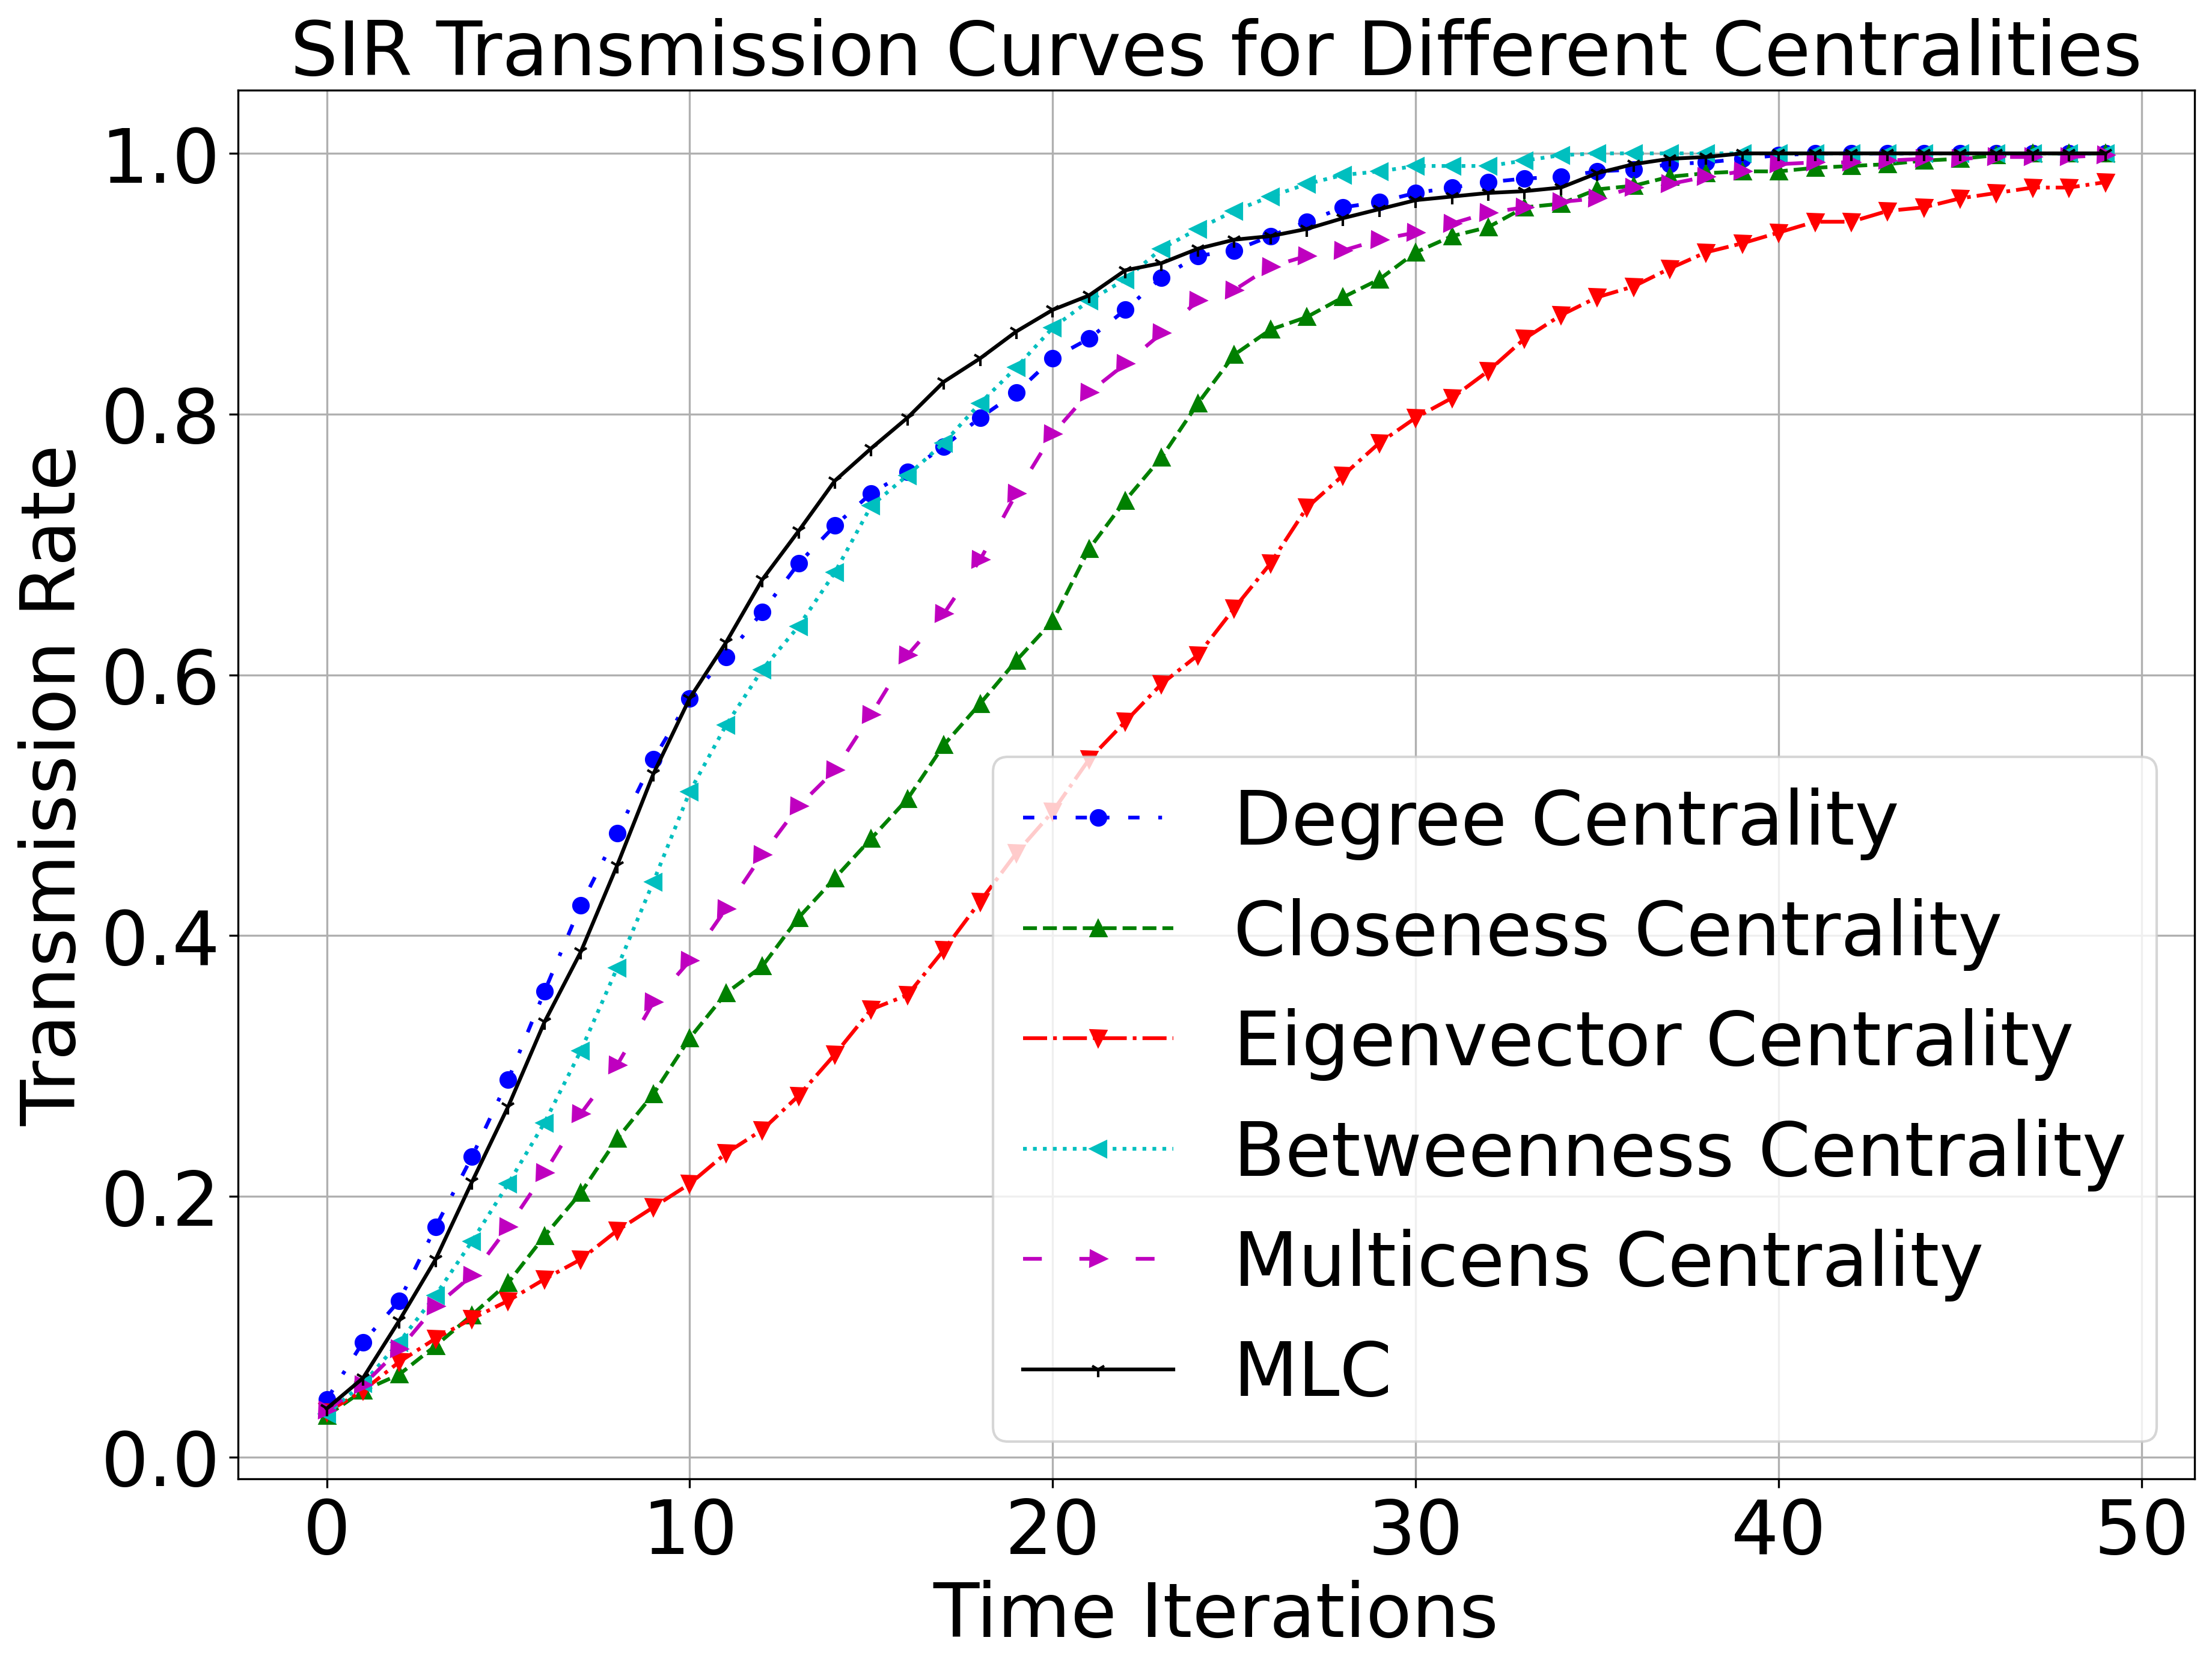 SIR Transmission Curves for Different Centralities
Transmission Rate
1.0
0.8
0.6
0.4
0.2
0.0
Degree Centrality
Closeness Centrality
Eigenvector Centrality
Betweenness Centrality
Multicens Centrality
MLC
0 10 20 30 40 50
Time Iterations